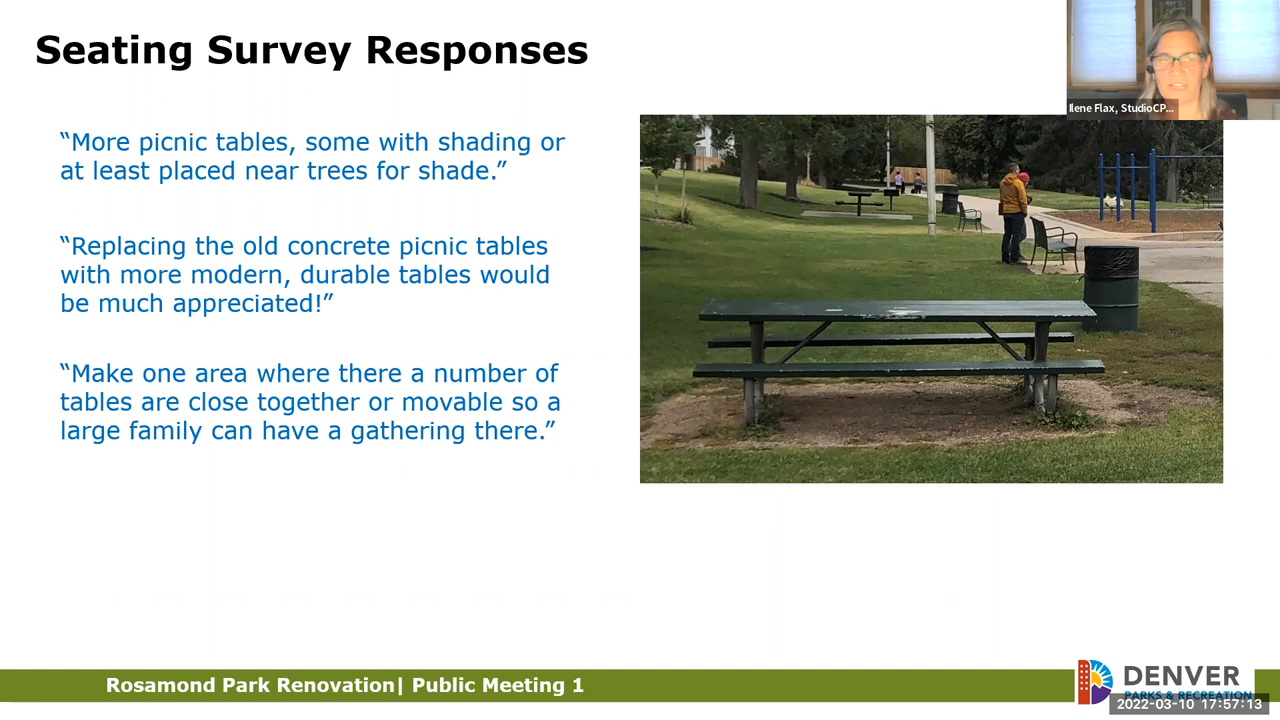 Seating Survey Responses
Ilene Flax, StudioCP...
“More picnic tables, some with shading or
at least placed near trees for shade.”
“Replacing the old concrete picnic tables
with more modern, durable tables would
be much appreciated!”
“Make one area where there a number of
tables are close together or movable so a
large family can have a gathering there.”
Rosamond Park Renovation| Public Meeting 1
DENVER
PARKS & RECREATION
2022-03-10 17:57:13